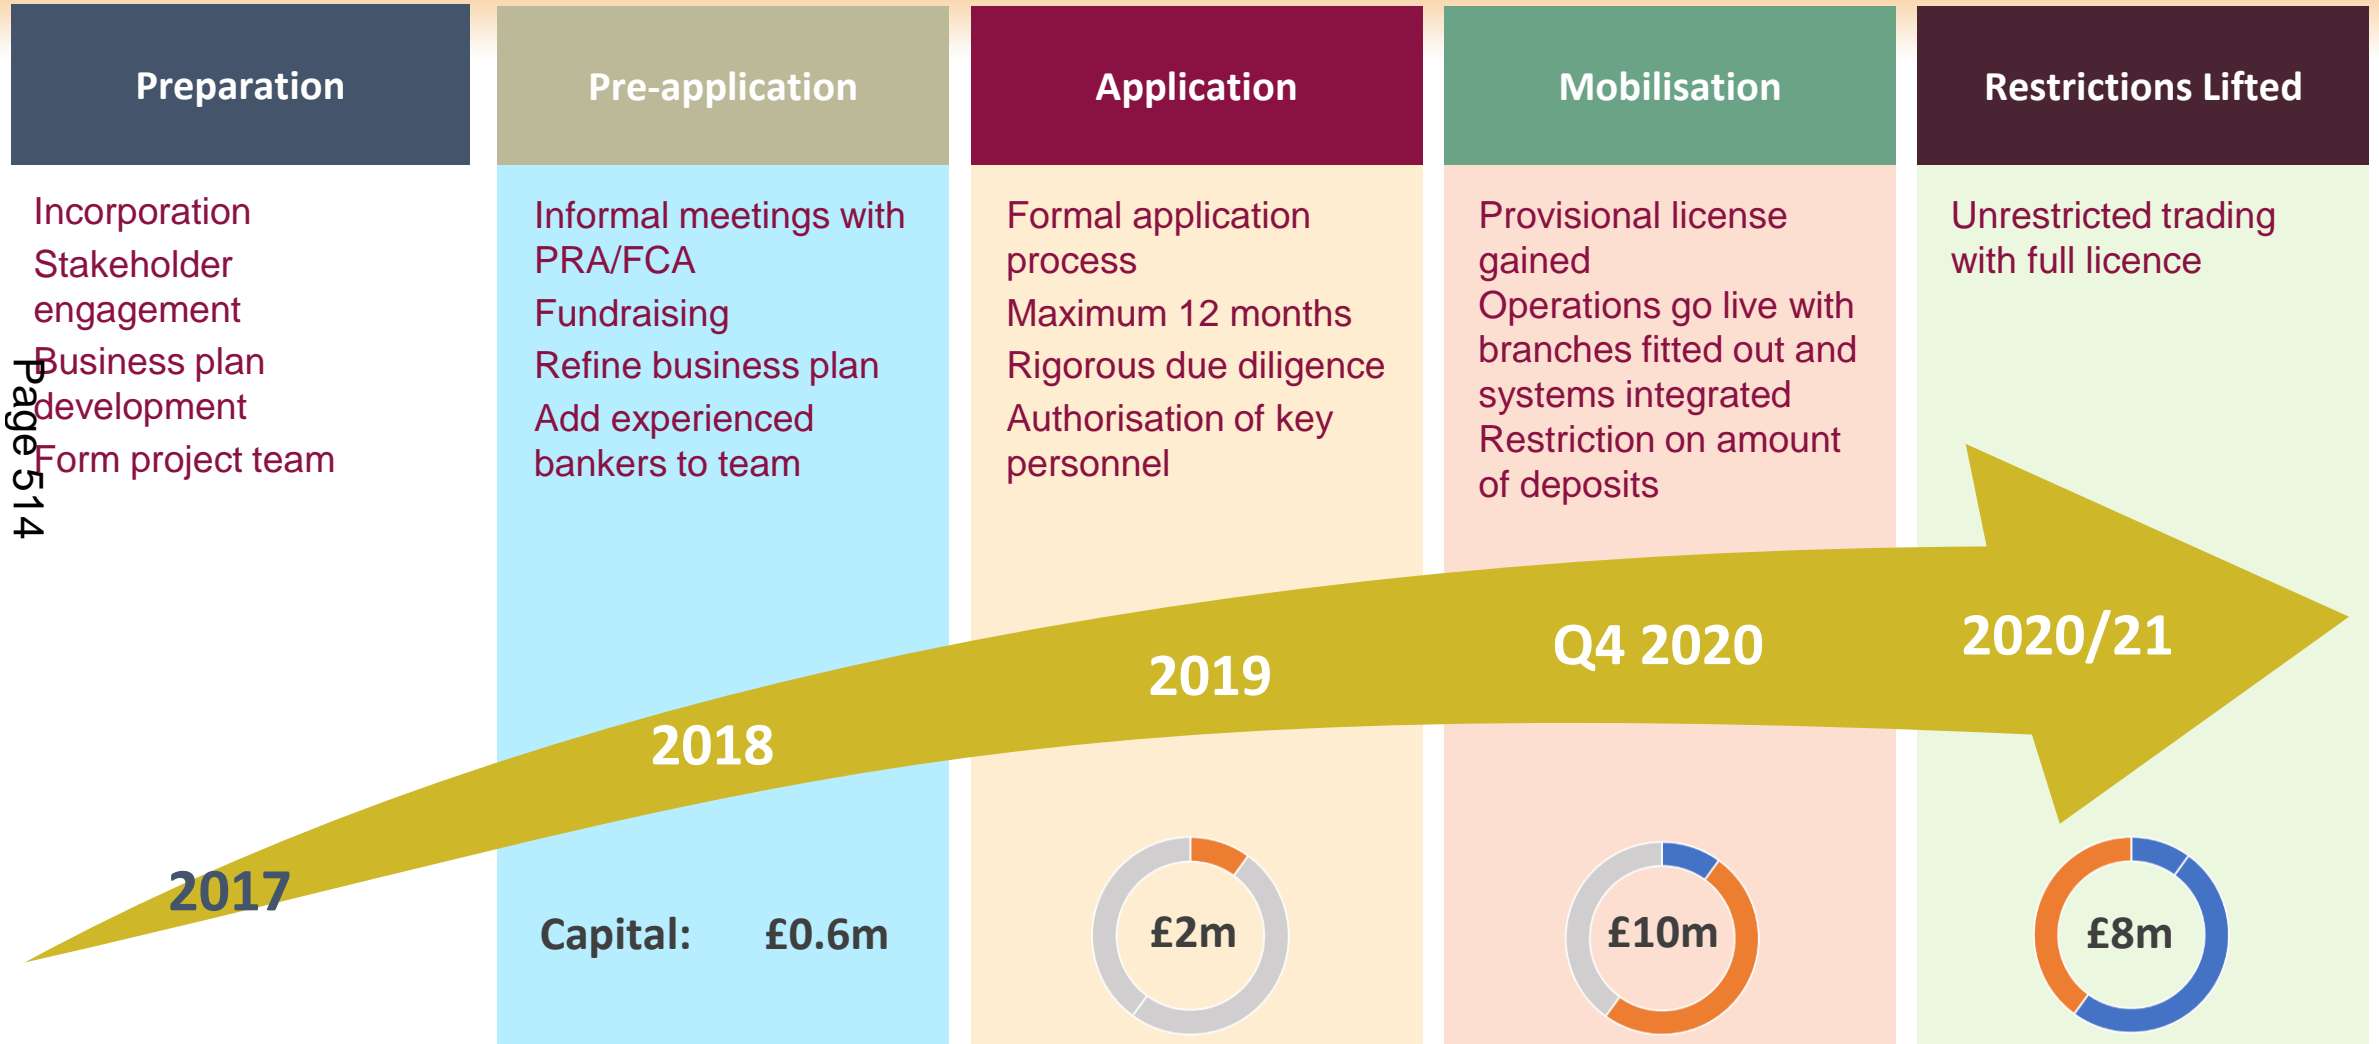 Preparation
Incorporation
Stakeholder
engagement
Business plan
development
Form project team
Page 514
2017
Pre-application
Informal meetings with
PRA/FCA
Fundraising
Refine business plan
Add experienced
bankers to team
2018
Capital: £0.6m
Application
Formal application
process
Maximum 12 months
Rigorous due diligence
Authorisation of key
personnel
2019
£2m
Mobilisation
Provisional license
gained
Operations go live with
branches fitted out and
systems integrated
Restriction on amount
of deposits
Q4 2020
£10m
Restrictions Lifted
Unrestricted trading
with full licence
2020/21
£8m